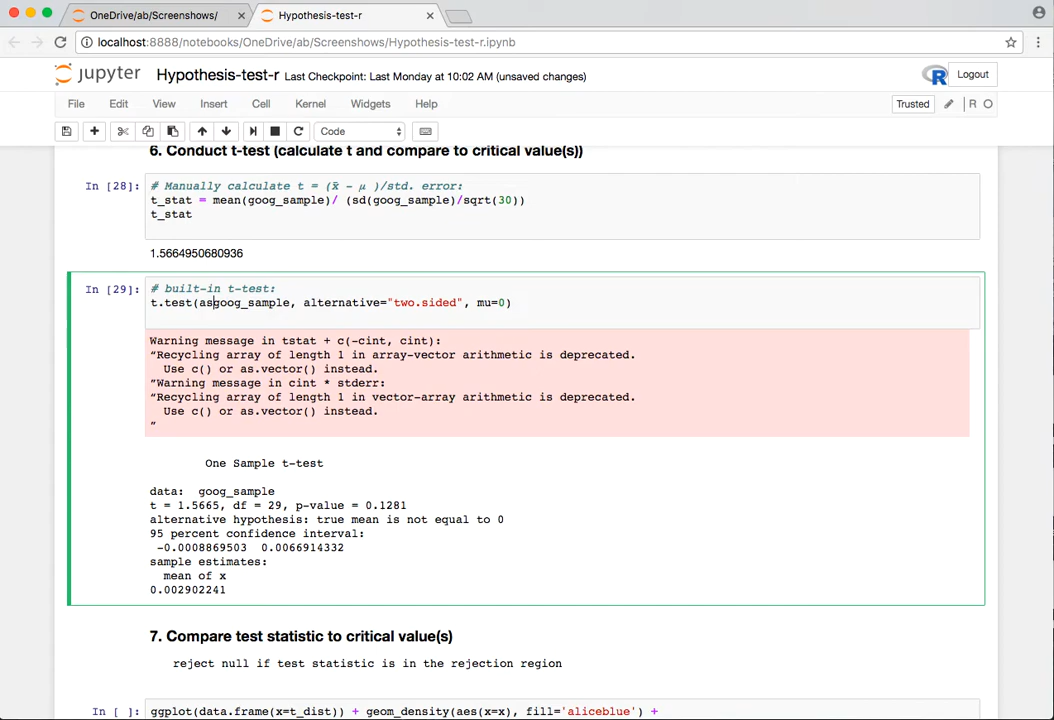 OneDrive/ab/Screenshows/
Hypothesis-test-r
localhost:8888/notebooks/OneDrive/ab/Screenshows/Hypothesis-test-r.ipynb
jupyter Hypothesis-test-r Last Checkpoint: Last Monday at 10:02 AM (unsaved changes) R Logout
File Edit View Insert Cell Kernel Widgets Help Trusted R
Code
6. Conduct t-test (calculate t and compare to critical value(s))
In [28]: # Manually calculate t = (x̄ - μ )/std. error:
t_stat = mean(goog_sample)/ (sd(goog_sample)/sqrt(30))
t_stat
1.5664950680936
In [29]: # built-in t-test:
t.test(asgoog_sample, alternative="two.sided", mu=0)
Warning message in tstat + c(-cint, cint):
“Recycling array of length 1 in array-vector arithmetic is deprecated.
Use c() or as.vector() instead.
”Warning message in cint * stderr:
“Recycling array of length 1 in vector-array arithmetic is deprecated.
Use c() or as.vector() instead.
”
One Sample t-test
data: goog_sample
t = 1.5665, df = 29, p-value = 0.1281
alternative hypothesis: true mean is not equal to 0
95 percent confidence interval:
-0.0008869503 0.0066914332
sample estimates:
mean of x
0.002902241
7. Compare test statistic to critical value(s)
reject null if test statistic is in the rejection region
In [ ]: ggplot(data.frame(x=t_dist)) + geom_density(aes(x=x), fill='aliceblue') +